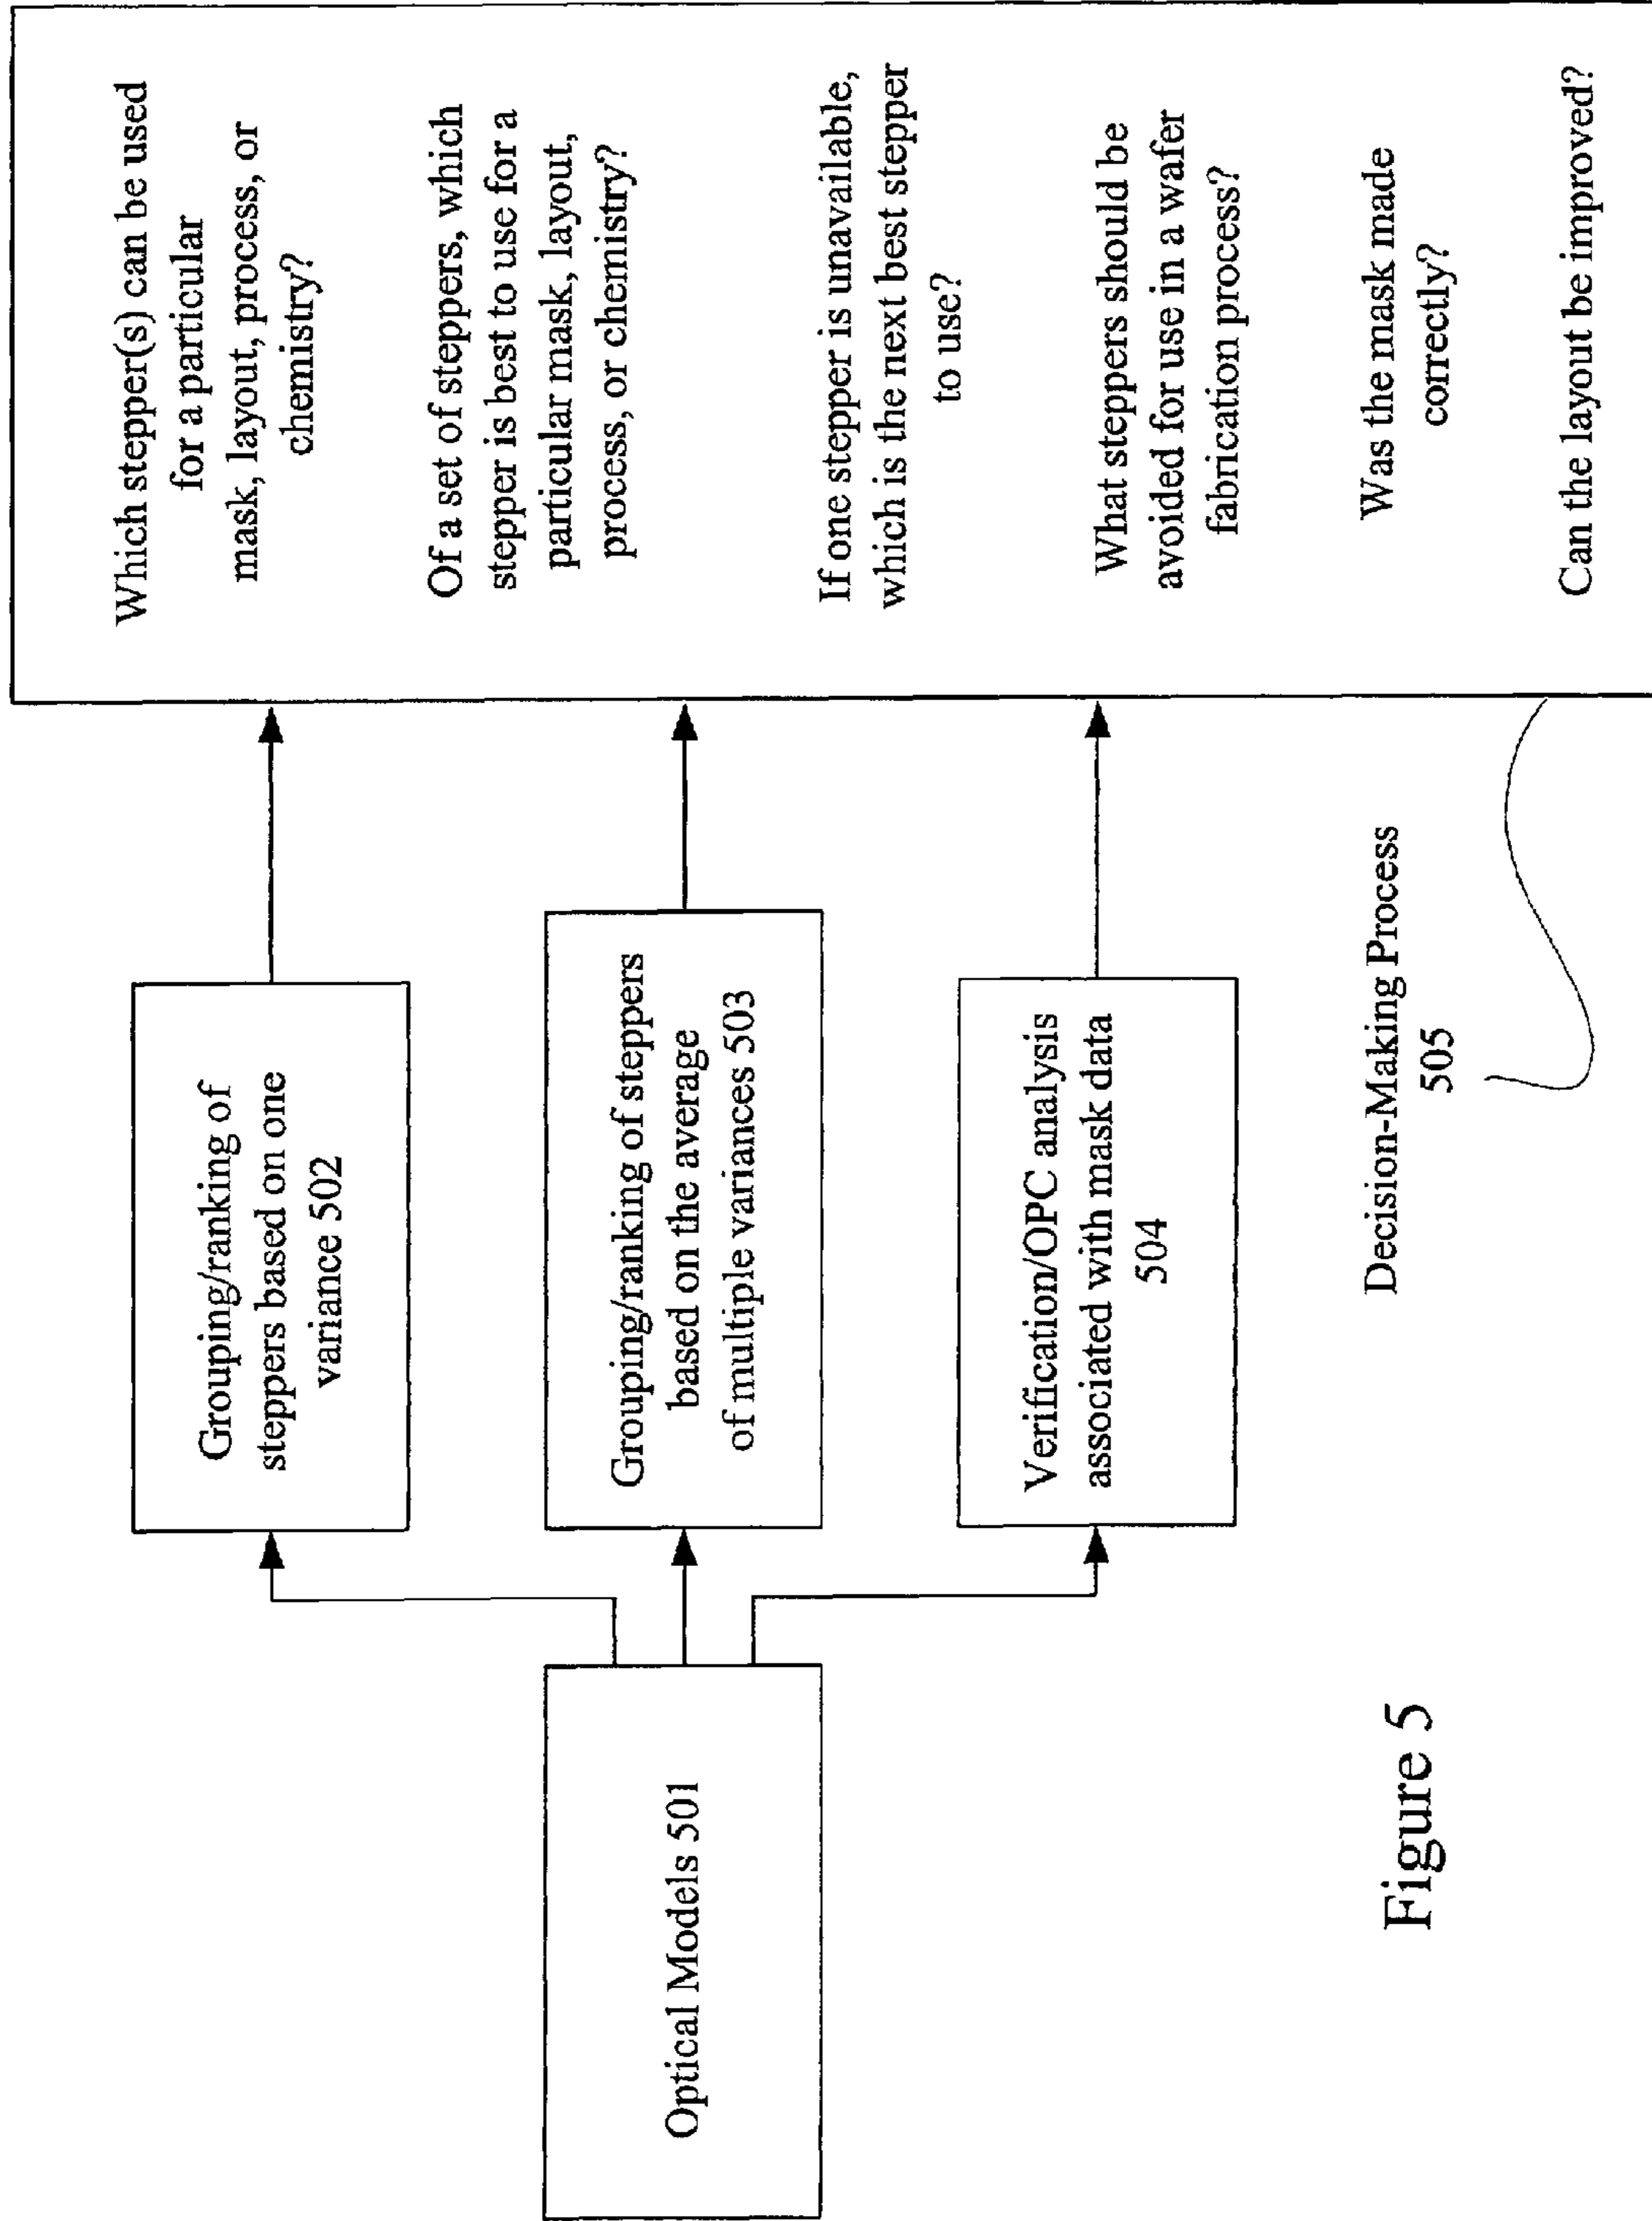 Optical Models 501
Grouping/ranking of
steppers based on one
variance 502
Grouping/ranking of steppers
based on the average
of multiple variances 503
Verification/OPC analysis
associated with mask data
504
Which stepper(s) can be used
for a particular
mask, layout, process, or
chemistry?
Of a set of steppers, which
stepper is best to use for a
particular mask, layout,
process, or chemistry?
If one stepper is unavailable,
which is the next best stepper
to use?
What steppers should be
avoided for use in a wafer
fabrication process?
Was the mask made
correctly?
Can the layout be improved?
Decision-Making Process
505
Figure 5